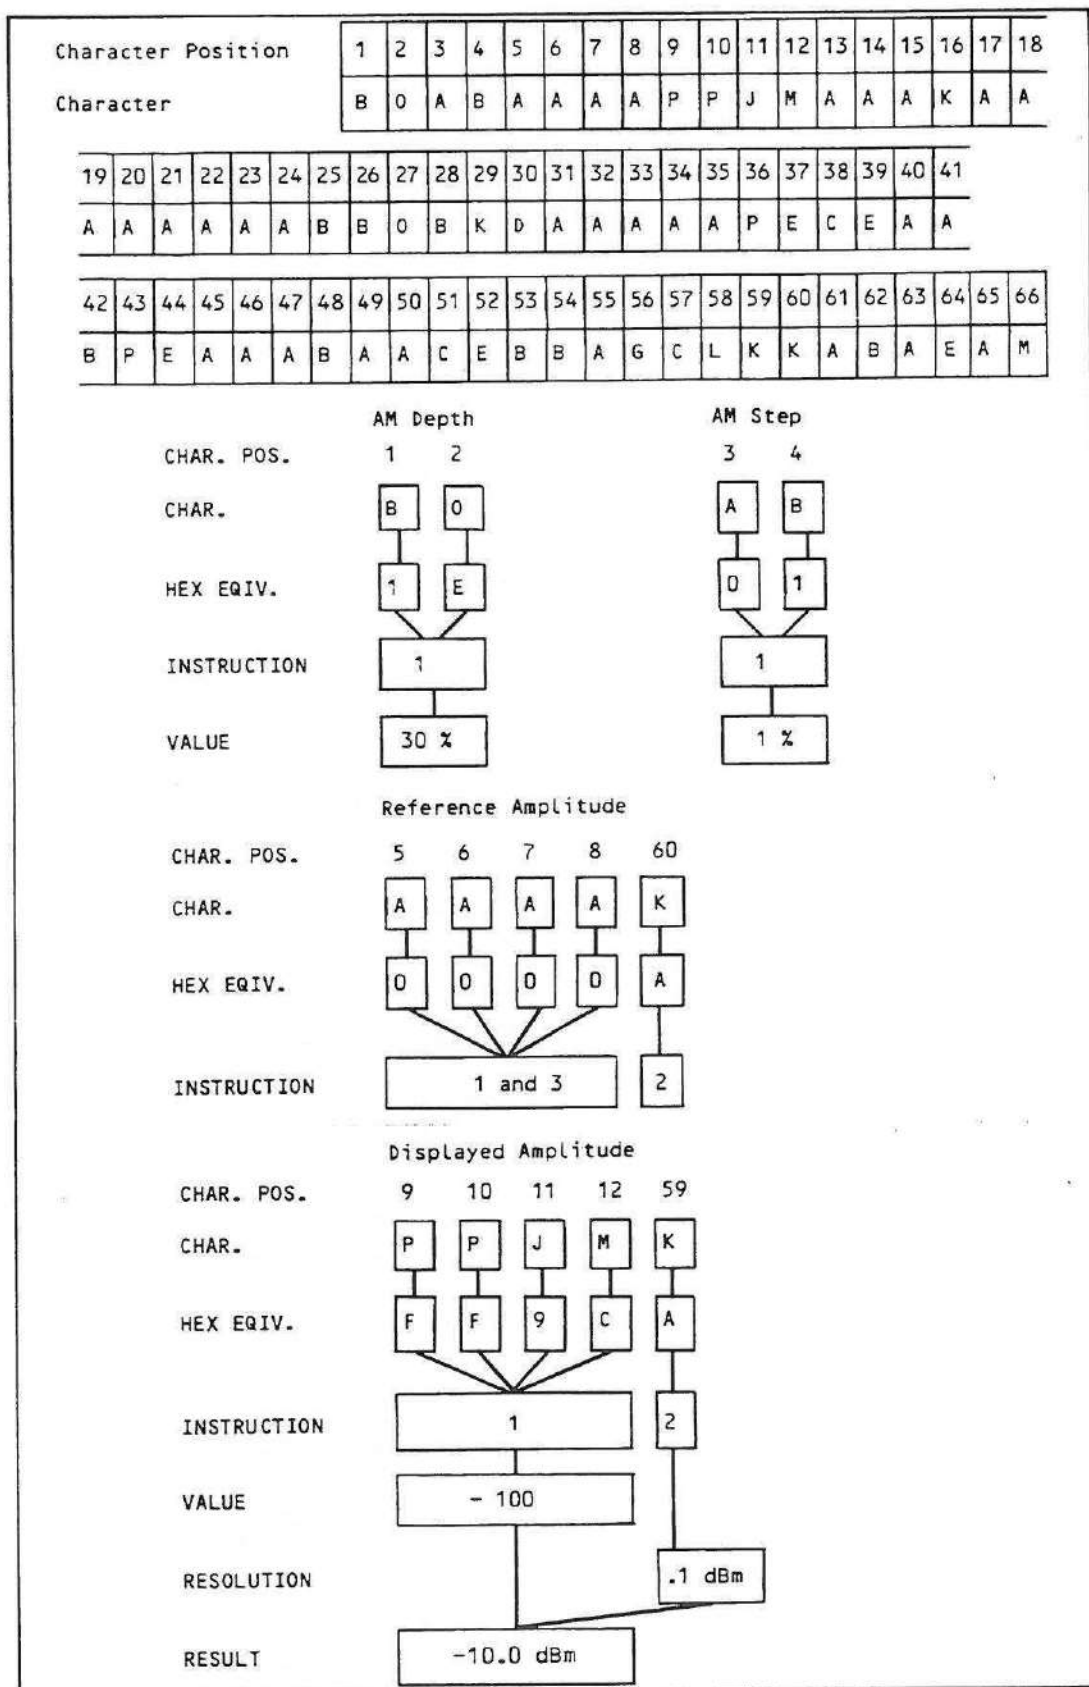 Character Position 1 2 3 4 5 6 7 8 9 10 11 12 13 14 15 16 17 18
Character B O A B A A A A P P J M A A A K A A
19 20 21 22 23 24 25 26 27 28 29 30 31 32 33 34 35 36 37 38 39 40 41
A A A A A A B B O B K D A A A A A P E C E A A
42 43 44 45 46 47 48 49 50 51 52 53 54 55 56 57 58 59 60 61 62 63 64 65 66
B P E A A A B A A C E B B A G C L K K A B A E A M
AM Depth AM Step
CHAR. POS. 1 2 3 4
CHAR. B O A B
HEX EQIV. 1 E 0 1
INSTRUCTION 1 1
VALUE 30 % 1 %
Reference Amplitude
CHAR. POS. 5 6 7 8 60
CHAR. A A A A K
HEX EQIV. 0 0 0 0 A
INSTRUCTION 1 and 3 2
Displayed Amplitude
CHAR. POS. 9 10 11 12 59
CHAR. P P J M K
HEX EQIV. F F 9 C A
INSTRUCTION 1 2
VALUE - 100
RESOLUTION .1 dBm
RESULT -10.0 dBm